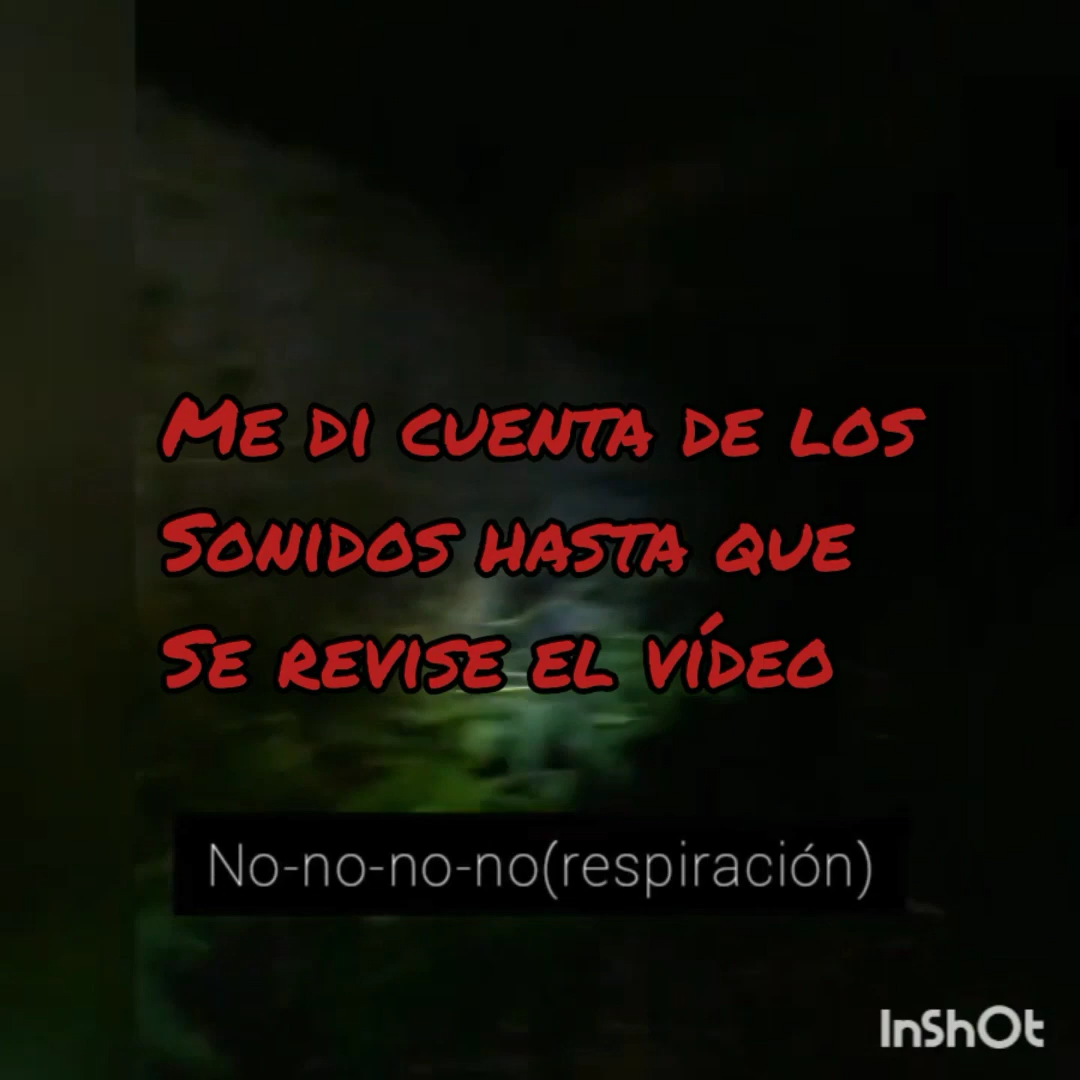 Me di cuenta de los
Sonidos hasta que
Se revise el vídeo
No-no-no-no(respiración)
InShOt